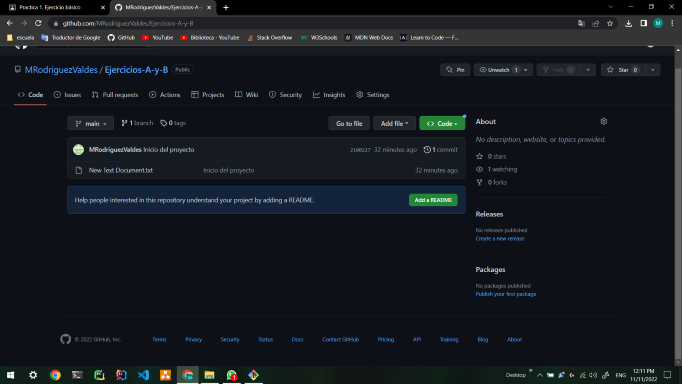 Practica 1. Ejercicio básico
MRodriguezValdes/Ejercicios-A-y-
github.com/MRodriguezValdes/Ejercicios-A-y-B
M
escuela Traductor de Google GitHub YouTube Biblioteca - YouTube Stack Overflow W3Schools MDN Web Docs Learn to Code — F...
MRodriguezValdes / Ejercicios-A-y-B Public
Pin Unwatch 1 Fork 0 Star 0
Code Issues Pull requests Actions Projects Wiki Security Insights Settings
main 1 branch 0 tags Go to file Add file Code
MRodriguezValdes Inicio del proyecto 32 minutes ago 1 commit
New Text Document.txt Inicio del proyecto 32 minutes ago
Help people interested in this repository understand your project by adding a README. Add a README
About
No description, website, or topics provided.
0 stars
1 watching
0 forks
Releases
No releases published
Create a new release
Packages
No packages published
Publish your first package
© 2022 GitHub, Inc. Terms Privacy Security Status Docs Contact GitHub Pricing API Training Blog About
Desktop ENG
12:11 PM
11/11/2022